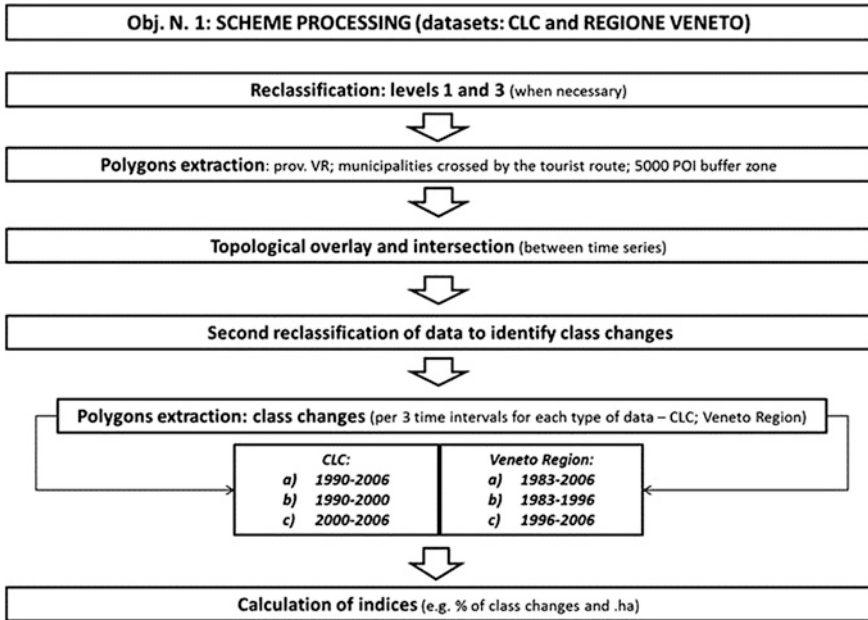 Obj. N. 1: SCHEME PROCESSING (datasets: CLC and REGIONE VENETO)
Reclassification: levels 1 and 3 (when necessary)
Polygons extraction: prov. VR; municipalities crossed by the tourist route; 5000 POI buffer zone
Topological overlay and intersection (between time series)
Second reclassification of data to identify class changes
Polygons extraction: class changes (per 3 time intervals for each type of data – CLC; Veneto Region)
CLC:
a) 1990-2006
b) 1990-2000
c) 2000-2006
Veneto Region:
a) 1983-2006
b) 1983-1996
c) 1996-2006
Calculation of indices (e.g. % of class changes and .ha)